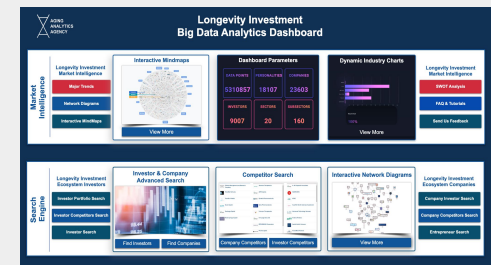 AGING
ANALYTICS
AGENCY
Longevity Investment
Big Data Analytics Dashboard
Market
Intelligence
Longevity Investment
Market Intelligence
Major Trends
Network Diagrams
Interactive MindMaps
Interactive Mindmaps
View More
Dashboard Parameters
DATA POINTS
PERSONALITIES
COMPANIES
5310857
18107
23603
INVESTORS
SECTORS
SUBSECTORS
9007
20
160
Dynamic Industry Charts
View More
Longevity Investment
Market Intelligence
SWOT Analysis
FAQ & Tutorials
Send Us Feedback
Search
Engine
Longevity Investment
Ecosystem Investors
Investor Portfolio Search
Investor Competitors Search
Investor Search
Investor & Company
Advanced Search
Find Investors
Find Companies
Competitor Search
Company Competitors
Investor Competitors
Interactive Network Diagrams
View More
Longevity Investment
Ecosystem Companies
Company Investor Search
Company Competitors Search
Entrepreneur Search